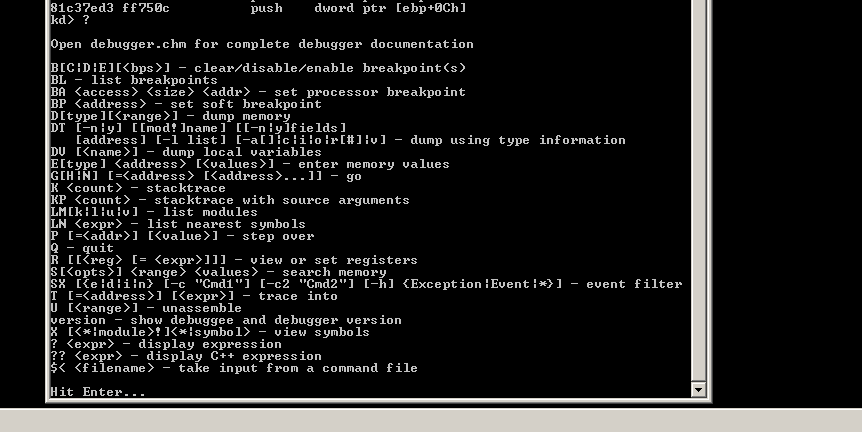 81c37ed3 ff750c          push    dword ptr [ebp+0Ch]
kd> ?

Open debugger.chm for complete debugger documentation

B[C|D|E][<bps>] - clear/disable/enable breakpoint(s)
BL - list breakpoints
BA <access> <size> <addr> - set processor breakpoint
BP <address> - set soft breakpoint
D[type][<range>] - dump memory
DT [-n|y] [[mod!]name] [[-n|y]fields]
   [address] [-l list] [-a[]|c|i|o|r[#]|v] - dump using type information
DV [<name>] - dump local variables
E[type] <address> [<values>] - enter memory values
G[H|N] [=<address> [<address>...]] - go
K <count> - stacktrace
KP <count> - stacktrace with source arguments
LM[k|l|u|v] - list modules
LN <expr> - list nearest symbols
P [=<addr>] [<value>] - step over
Q - quit
R [[<reg> [= <expr>]]] - view or set registers
S[<opts>] <range> <values> - search memory
SX [{e|d|i|n} [-c "Cmd1"] [-c2 "Cmd2"] [-h] {Exception|Event|*}] - event filter
T [=<address>] [<expr>] - trace into
U [<range>] - unassemble
version - show debuggee and debugger version
X [<*|module>!]<*|symbol> - view symbols
? <expr> - display expression
?? <expr> - display C++ expression
$< <filename> - take input from a command file

Hit Enter...